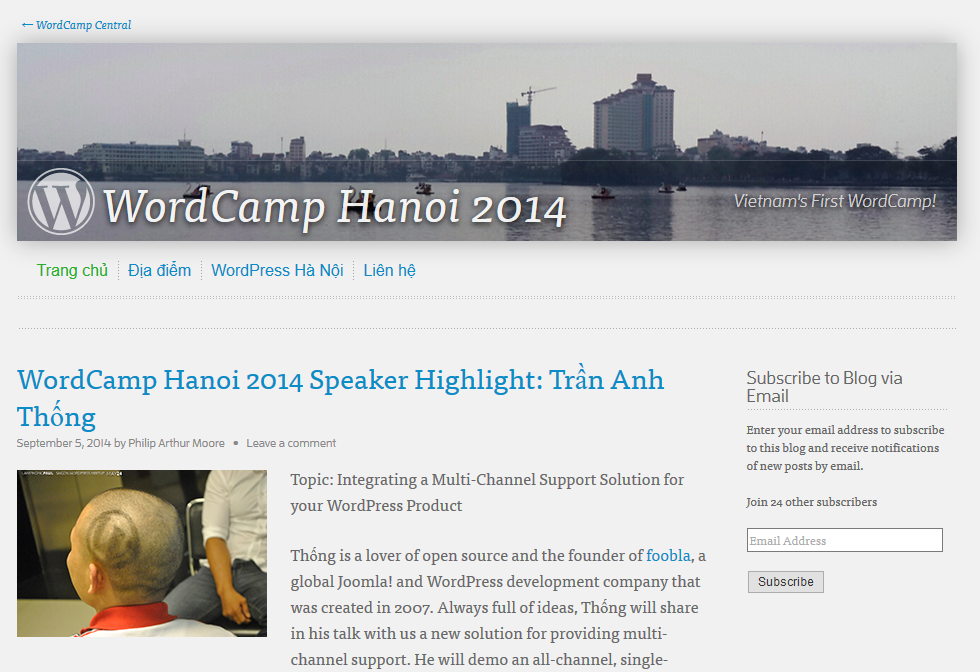 ← WordCamp Central
WordCamp Hanoi 2014
Vietnam's First WordCamp!
Trang chủ
Địa điểm
WordPress Hà Nội
Liên hệ
WordCamp Hanoi 2014 Speaker Highlight: Trần Anh
Thống
September 5, 2014 by Philip Arthur Moore • Leave a comment
Topic: Integrating a Multi-Channel Support Solution for
your WordPress Product
Thống is a lover of open source and the founder of foobla, a
global Joomla! and WordPress development company that
was created in 2007. Always full of ideas, Thống will share
in his talk with us a new solution for providing multi-
channel support. He will demo an all-channel, single-
Subscribe to Blog via
Email
Enter your email address to subscribe
to this blog and receive notifications
of new posts by email.
Join 24 other subscribers
Email Address
Subscribe